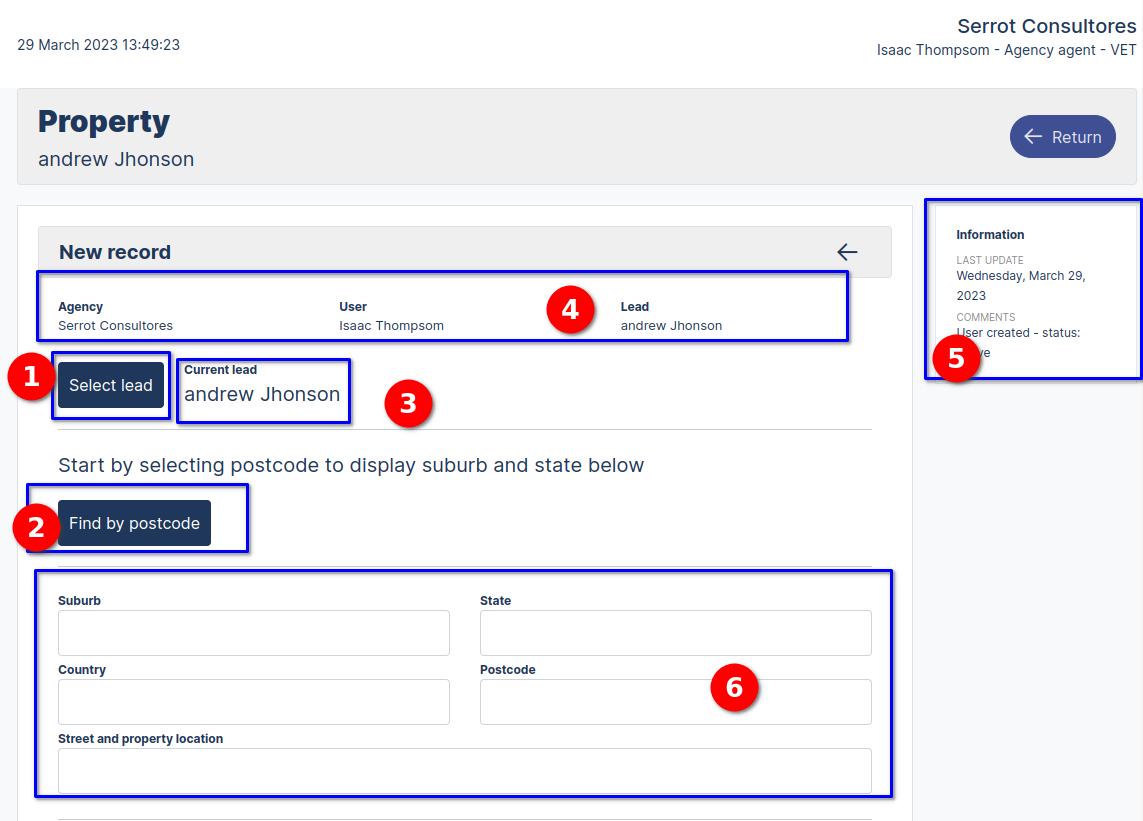 Serrot Consultores
29 March 2023 13:49:23
Isaac Thompsom - Agency agent - VET
Property
andrew Jhonson
Return
New record
Agency
User
Lead
Serrot Consultores
Isaac Thompsom
andrew Jhonson
4
1
Select lead
Current lead
andrew Jhonson
3
Start by selecting postcode to display suburb and state below
2
Find by postcode
Suburb
State
Country
Postcode
6
Street and property location
Information
LAST UPDATE
Wednesday, March 29,
2023
COMMENTS
User created - status:
5